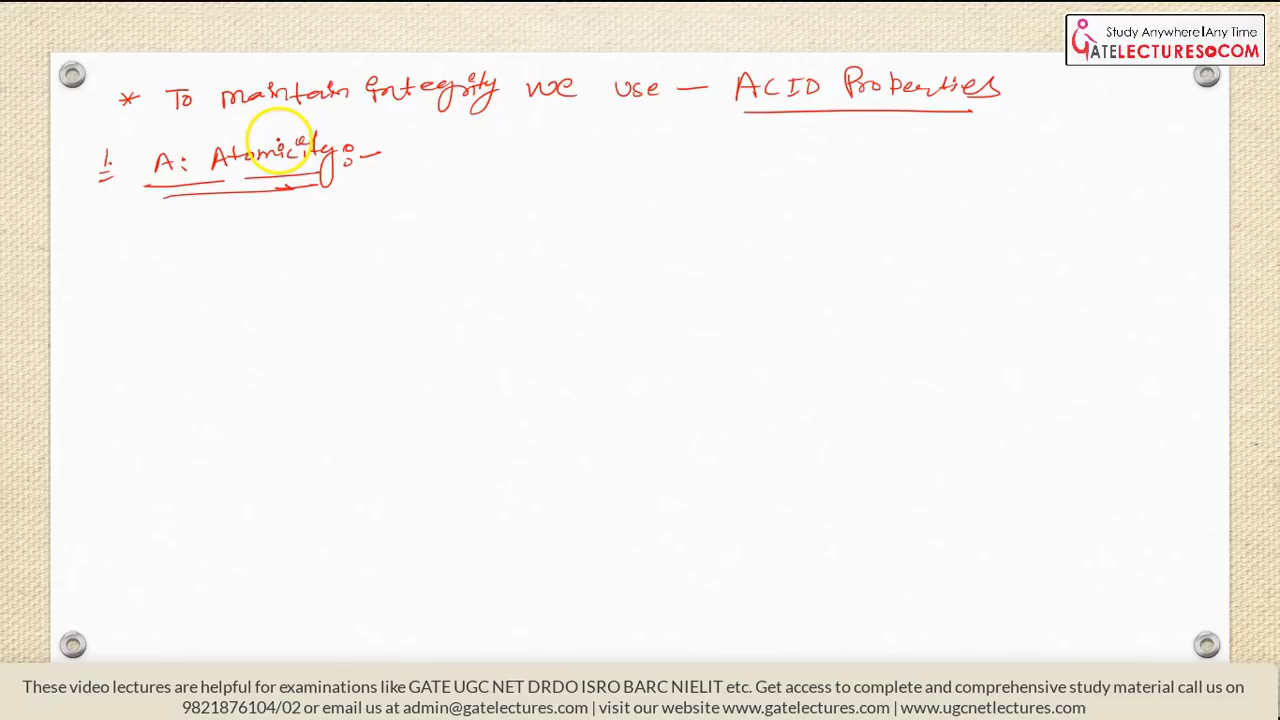 Study Anywhere | Any Time
GATELECTURES.COM
* To maintain integrity we use - ACID Properties
1. A: Atomicity :-
These video lectures are helpful for examinations like GATE UGC NET DRDO ISRO BARC NIELIT etc. Get access to complete and comprehensive study material call us on
9821876104/02 or email us at admin@gatelectures.com | visit our website www.gatelectures.com | www.ugcnetlectures.com